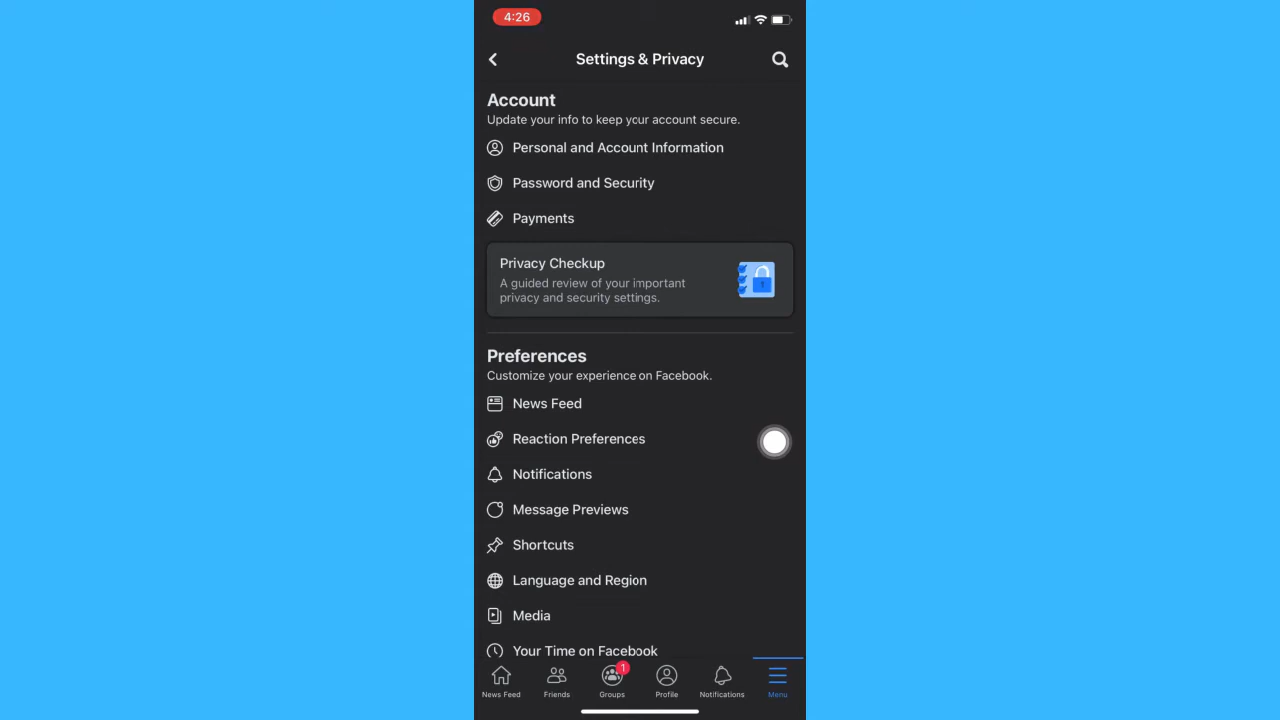 4:26
Settings & Privacy
Account
Update your info to keep your account secure.
Personal and Account Information
Password and Security
Payments
Privacy Checkup
A guided review of your important
privacy and security settings.
Preferences
Customize your experience on Facebook.
News Feed
Reaction Preferences
Notifications
Message Previews
Shortcuts
Language and Region
Media
Your Time on Facebook
1
News Feed Friends Groups Profile Notifications Menu